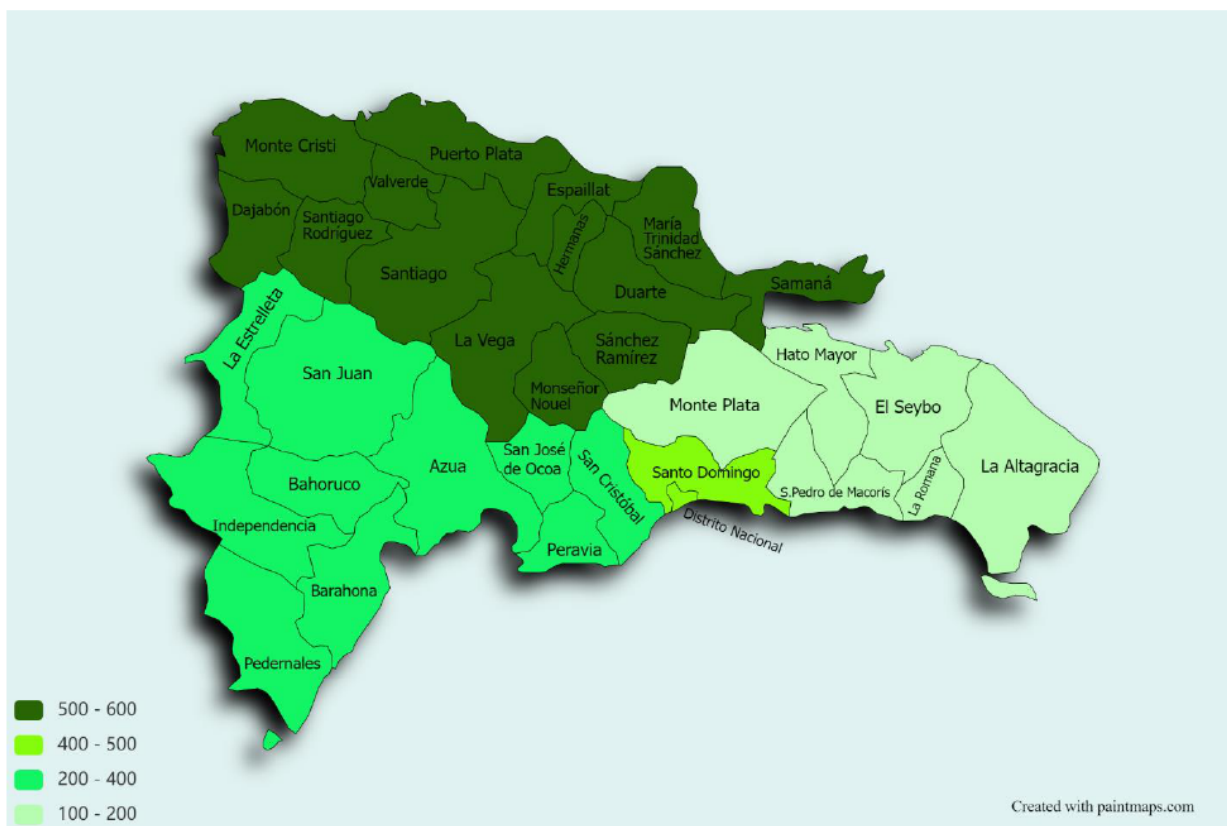 Monte Cristi
Puerto Plata
Valverde
Espaillat
Dajabón
Santiago
Rodríguez
Hermanas
María
Trinidad
Sánchez
Santiago
Duarte
Samaná
La Estrelleta
La Vega
Sánchez
Ramírez
Hato Mayor
San Juan
Monseñor
Nouel
Monte Plata
El Seybo
Azua
San José
de Ocoa
San Cristóbal
Santo Domingo
La Altagracia
Bahoruco
S.Pedro de Macorís
La Romana
Independencia
Distrito Nacional
Peravia
Barahona
Pedernales
500 - 600
400 - 500
200 - 400
100 - 200
Created with paintmaps.com